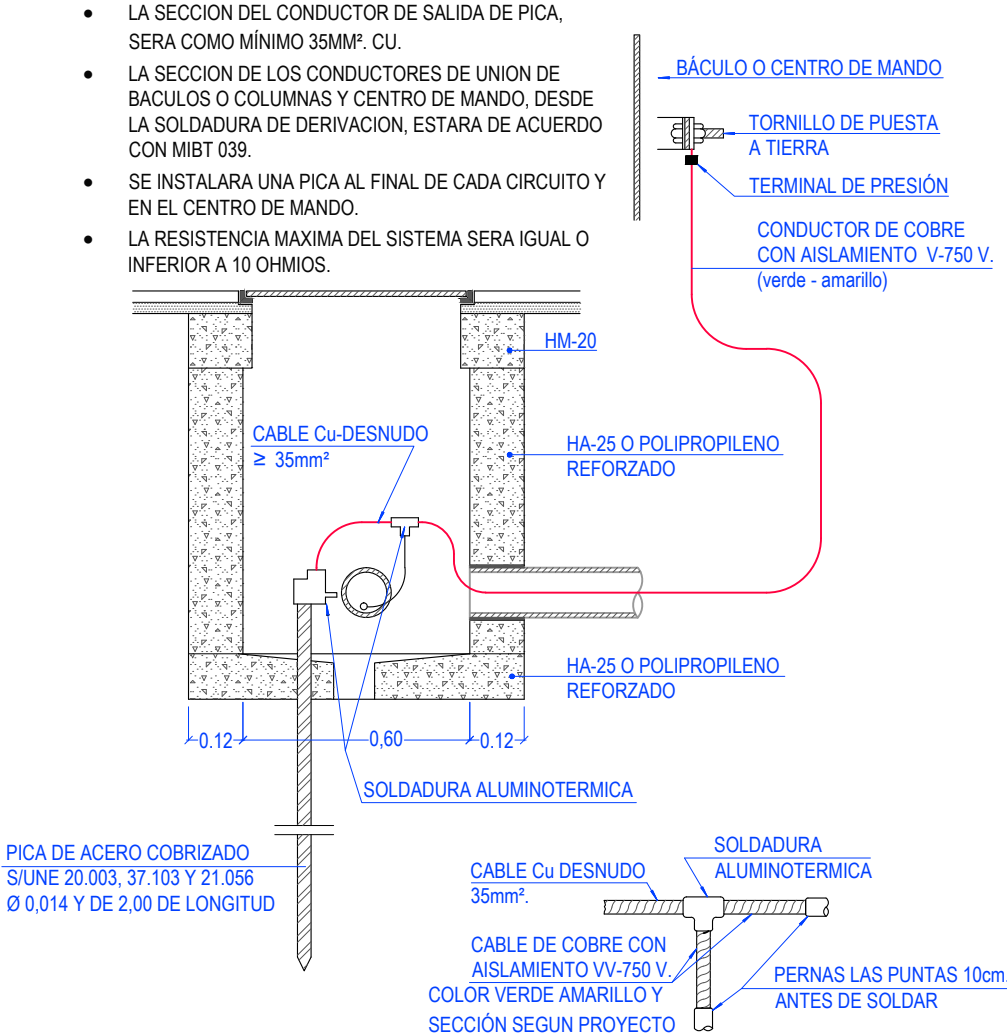 • LA SECCION DEL CONDUCTOR DE SALIDA DE PICA,
SERA COMO MÍNIMO 35MM². CU.
• LA SECCION DE LOS CONDUCTORES DE UNION DE
BACULOS O COLUMNAS Y CENTRO DE MANDO, DESDE
LA SOLDADURA DE DERIVACION, ESTARA DE ACUERDO
CON MIBT 039.
• SE INSTALARA UNA PICA AL FINAL DE CADA CIRCUITO Y
EN EL CENTRO DE MANDO.
• LA RESISTENCIA MAXIMA DEL SISTEMA SERA IGUAL O
INFERIOR A 10 OHMIOS.
BÁCULO O CENTRO DE MANDO
TORNILLO DE PUESTA
A TIERRA
TERMINAL DE PRESIÓN
CONDUCTOR DE COBRE
CON AISLAMIENTO V-750 V.
(verde - amarillo)
HM-20
CABLE Cu-DESNUDO
≥ 35mm²
HA-25 O POLIPROPILENO
REFORZADO
HA-25 O POLIPROPILENO
REFORZADO
0.12 0,60 0.12
SOLDADURA ALUMINOTERMICA
PICA DE ACERO COBRIZADO
S/UNE 20.003, 37.103 Y 21.056
Ø 0,014 Y DE 2,00 DE LONGITUD
SOLDADURA
ALUMINOTERMICA
CABLE Cu DESNUDO
35mm².
CABLE DE COBRE CON
AISLAMIENTO VV-750 V.
COLOR VERDE AMARILLO Y
SECCIÓN SEGUN PROYECTO
PERNAS LAS PUNTAS 10cm.
ANTES DE SOLDAR